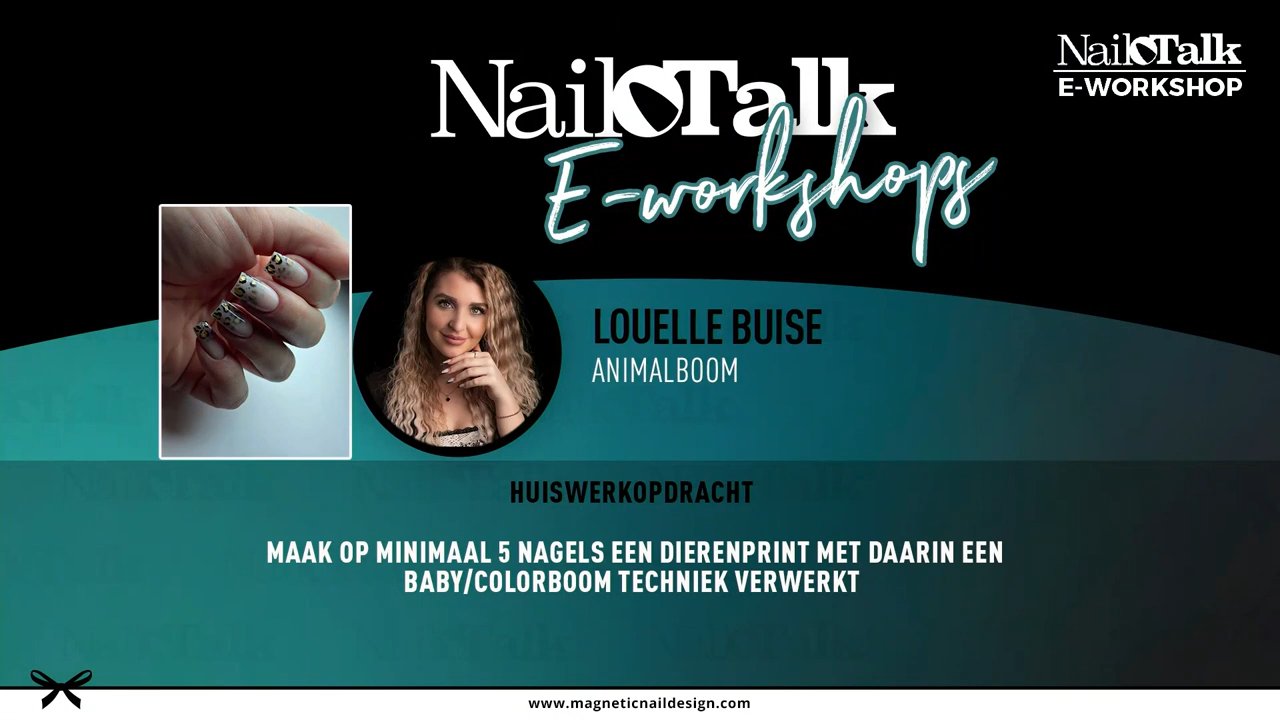 NailTalk
E-WORKSHOP
NailTalk
E-workshops
LOUELLE BUISE
ANIMALBOOM
HUISWERKOPDRACHT
MAAK OP MINIMAAL 5 NAGELS EEN DIERENPRINT MET DAARIN EEN
BABY/COLORBOOM TECHNIEK VERWERKT
www.magneticnaildesign.com